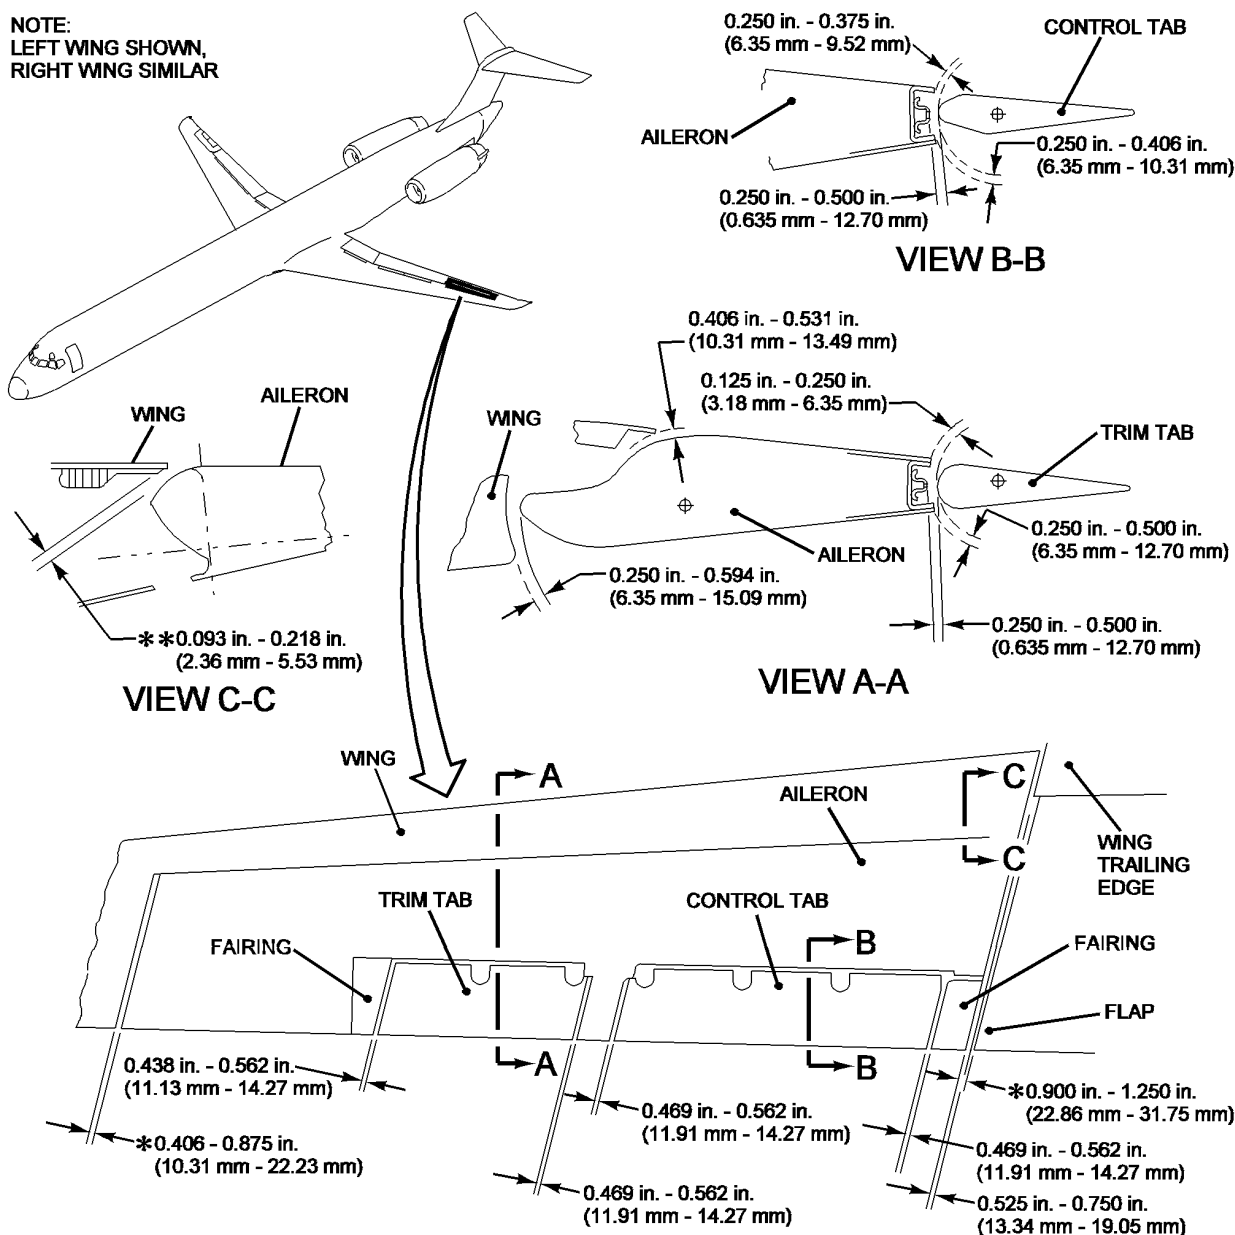 NOTE:
LEFT WING SHOWN,
RIGHT WING SIMILAR
0.250 in. - 0.375 in.
(6.35 mm - 9.52 mm)
CONTROL TAB
AILERON
0.250 in. - 0.406 in.
(6.35 mm - 10.31 mm)
0.250 in. - 0.500 in.
(0.635 mm - 12.70 mm)
VIEW B-B
0.406 in. - 0.531 in.
(10.31 mm - 13.49 mm)
0.125 in. - 0.250 in.
(3.18 mm - 6.35 mm)
WING
TRIM TAB
AILERON
0.250 in. - 0.500 in.
(6.35 mm - 12.70 mm)
0.250 in. - 0.594 in.
(6.35 mm - 15.09 mm)
0.250 in. - 0.500 in.
(0.635 mm - 12.70 mm)
VIEW A-A
WING
AILERON
**0.093 in. - 0.218 in.
(2.36 mm - 5.53 mm)
VIEW C-C
WING
A
AILERON
C
C
WING
TRAILING
EDGE
TRIM TAB
CONTROL TAB
FAIRING
B
FAIRING
FLAP
A
B
0.438 in. - 0.562 in.
(11.13 mm - 14.27 mm)
*0.406 - 0.875 in.
(10.31 mm - 22.23 mm)
0.469 in. - 0.562 in.
(11.91 mm - 14.27 mm)
0.469 in. - 0.562 in.
(11.91 mm - 14.27 mm)
*0.900 in. - 1.250 in.
(22.86 mm - 31.75 mm)
0.469 in. - 0.562 in.
(11.91 mm - 14.27 mm)
0.525 in. - 0.750 in.
(13.34 mm - 19.05 mm)